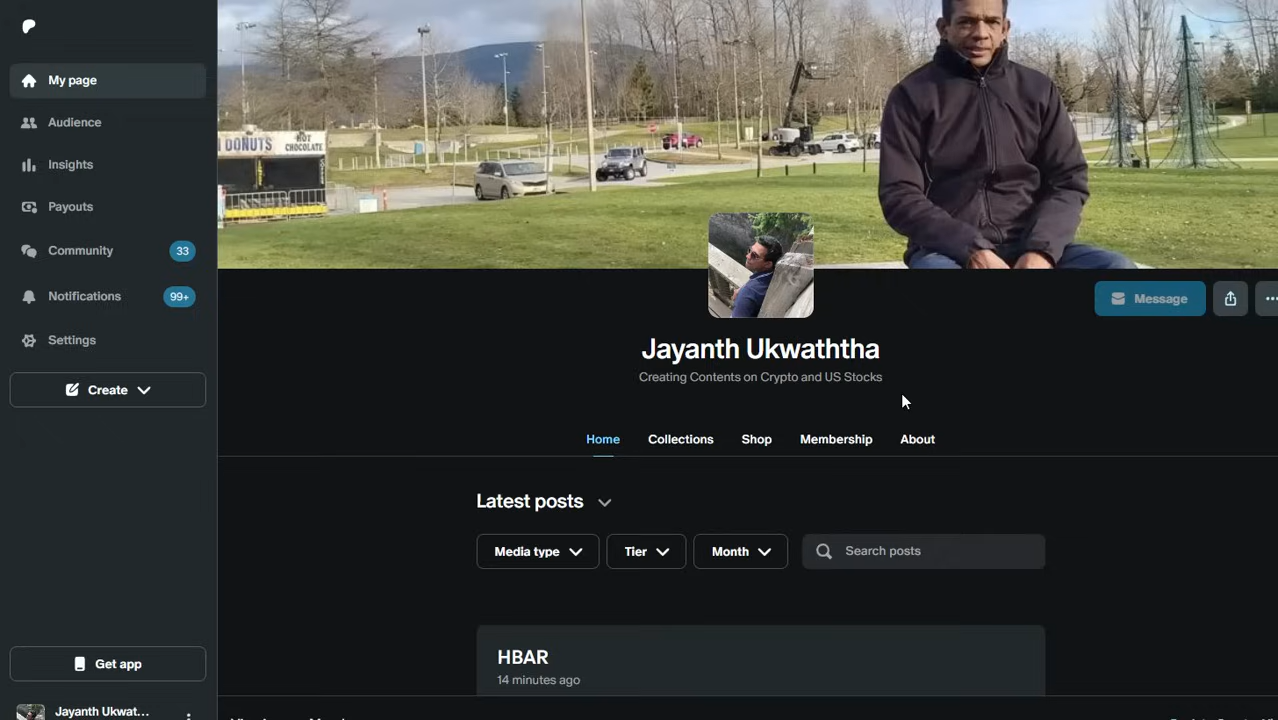 My page
Audience
Insights
Payouts
Community 33
Notifications 99+
Settings
Create
Get app
Jayanth Ukwat...
DONUTS HOT
CHOCOLATE
Message
Jayanth Ukwaththa
Creating Contents on Crypto and US Stocks
Home Collections Shop Membership About
Latest posts
Media type Tier Month Search posts
HBAR
14 minutes ago